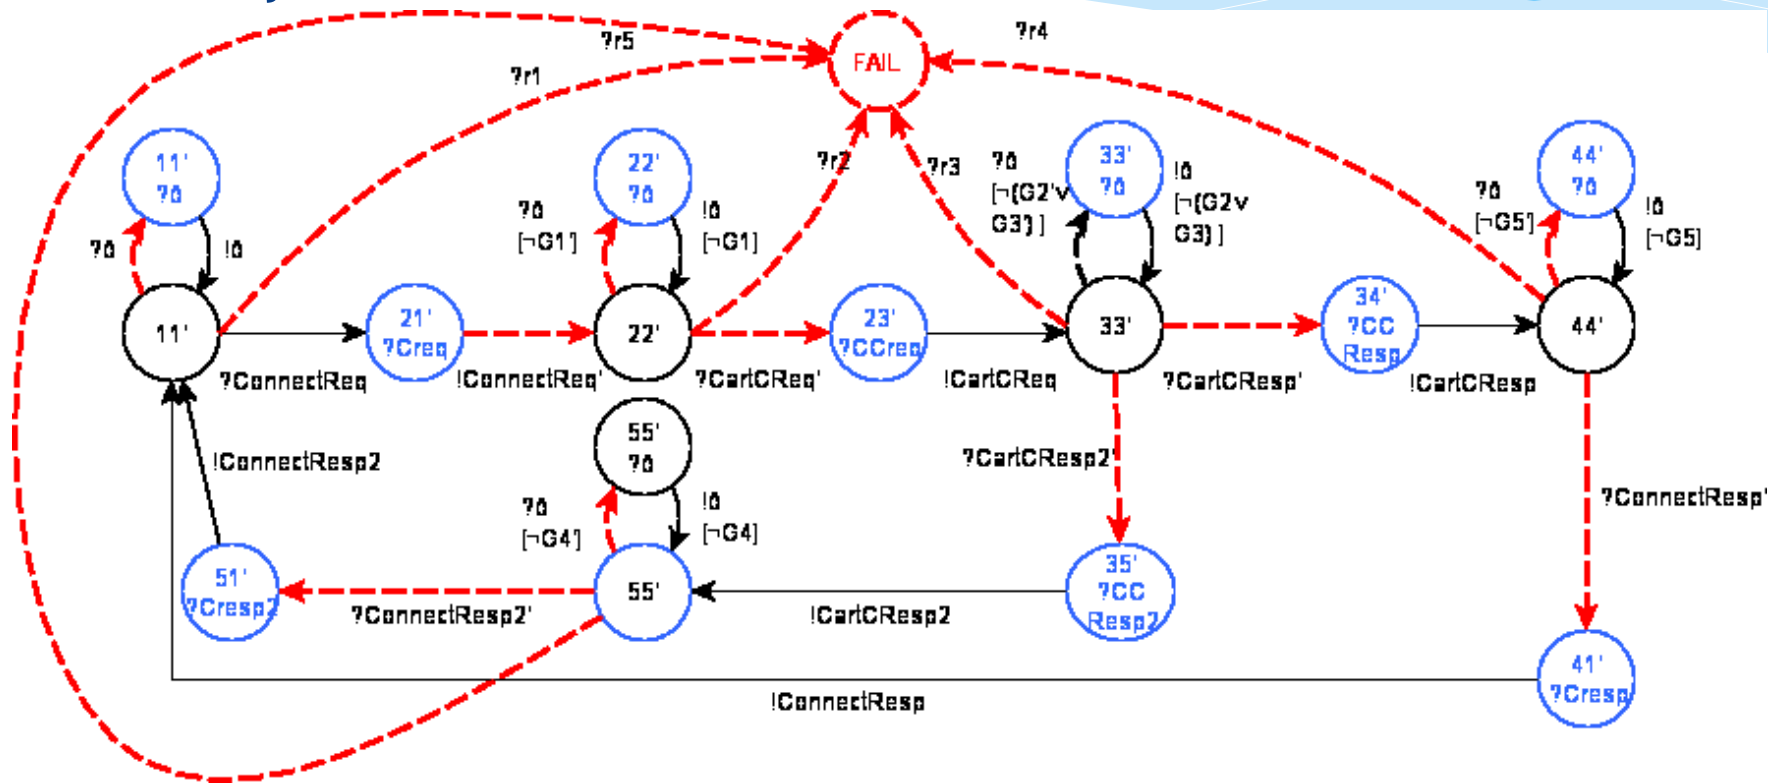 ?r5
?r4
FAIL
?r1
11'
?δ
22'
?δ
?r2
?r3
?δ
[¬(G2'v
G3')]
33'
?δ
!δ
[¬(G2v
G3)]
44'
?δ
?δ
!δ
?δ
[¬G1']
!δ
[¬G1]
?δ
[¬G5']
!δ
[¬G5]
11'
21'
?Creq
22'
23'
?CCreq
33'
34'
?CC
Resp
44'
?ConnectReq
!ConnectReq'
?CartCReq'
!CartCReq
?CartCResp'
!CartCResp
!ConnectResp2
55'
?δ
?CartCResp2'
?ConnectResp'
?δ
[¬G4']
!δ
[¬G4]
51'
?Cresp2
?ConnectResp2'
55'
!CartCResp2
35'
?CC
Resp2
41'
?Cresp
!ConnectResp